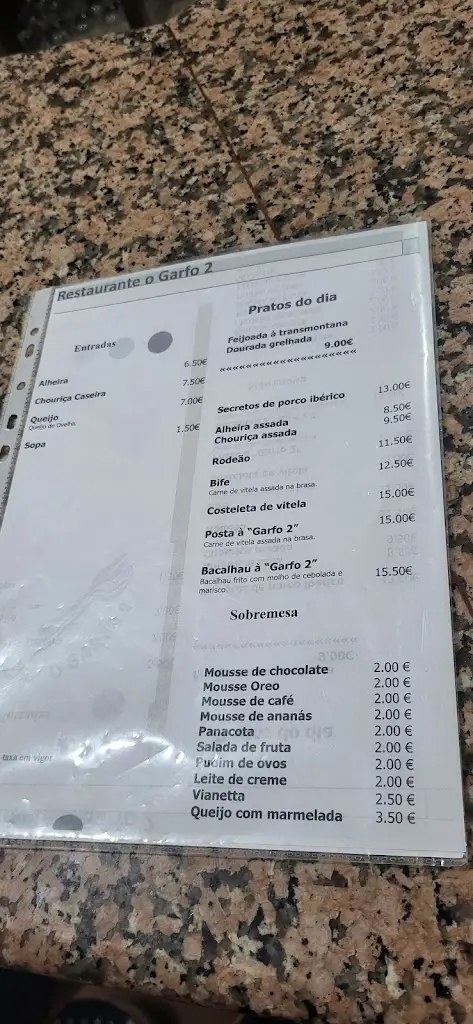 Restaurante o Garfo 2
Entradas
Alheira 6.50€
Chouriça Caseira 7.50€
Queijo 7.00€
Queijo de Ovelha.
Sopa 1.50€
taxa em vigor
Pratos do dia
Feijoada à transmontana
Dourada grelhada 9.00€
«««««««««««««««««««
Secretos de porco ibérico 13.00€
Alheira assada 8.50€
Chouriça assada 9.50€
Rodeão 11.50€
Bife 12.50€
Carne de vitela assada na brasa.
Costeleta de vitela 15.00€
Posta à “Garfo 2” 15.00€
Carne de vitela assada na brasa.
Bacalhau à “Garfo 2” 15.50€
Bacalhau frito com molho de cebolada e
marisco.
Sobremesa
Mousse de chocolate 2.00 €
Mousse Oreo 2.00 €
Mousse de café 2.00 €
Mousse de ananás 2.00 €
Panacota 2.00 €
Salada de fruta 2.00 €
Pudim de ovos 2.00 €
Leite de creme 2.00 €
Vianetta 2.50 €
Queijo com marmelada 3.50 €